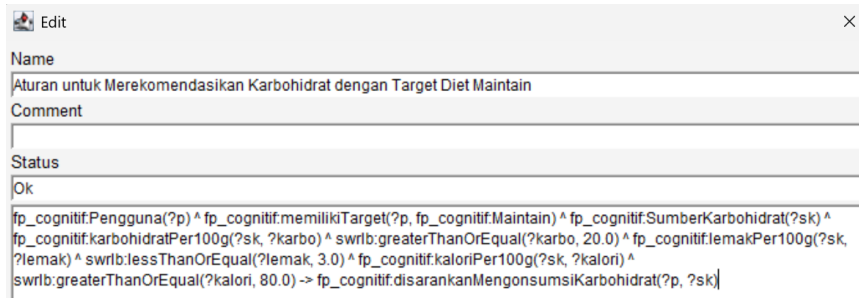 Edit
Name
Aturan untuk Merekomendasikan Karbohidrat dengan Target Diet Maintain
Comment
Status
Ok
fp_cognitif:Pengguna(?p) ^ fp_cognitif:memilikiTarget(?p, fp_cognitif:Maintain) ^ fp_cognitif:SumberKarbohidrat(?sk) ^
fp_cognitif:karbohidratPer100g(?sk, ?karbo) ^ swrlb:greaterThanOrEqual(?karbo, 20.0) ^ fp_cognitif:lemakPer100g(?sk,
?lemak) ^ swrlb:lessThanOrEqual(?lemak, 3.0) ^ fp_cognitif:kaloriPer100g(?sk, ?kalori) ^
swrlb:greaterThanOrEqual(?kalori, 80.0) -> fp_cognitif:disarankanMengonsumsiKarbohidrat(?p, ?sk)